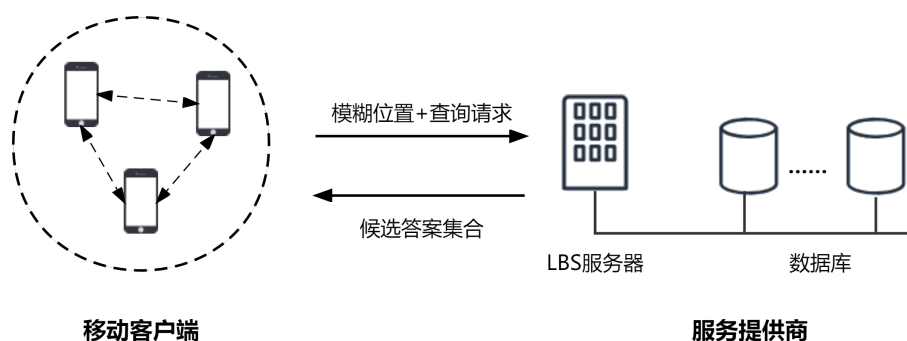 模糊位置+查询请求
候选答案集合
LBS服务器
数据库
移动客户端
服务提供商